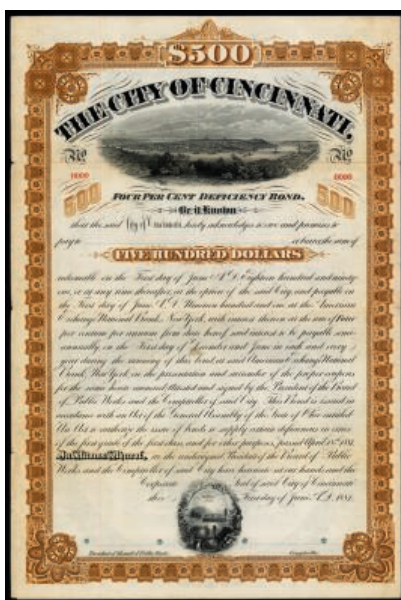 $500
THE CITY OF CINCINNATI,
No No
0000 0000
500 500
FOUR PER CENT DEFICIENCY BOND.
Be it Known
that the said City of Cincinnati, hereby acknowledges to owe and promises to
pay to or bearer the sum of
FIVE HUNDRED DOLLARS
redeemable on the First day of June A.D. Eighteen hundred and ninety
one, or at any time thereafter, at the option of the said City, and payable on
the First day of June A.D. Nineteen hundred and one, at the American
Exchange National Bank, New York, with interest thereon at the rate of Four
per centum per annum from date hereof said interest to be payable semi-
annually on the First day of December and June in each and every
year during the currency of this bond at said American Exchange National
Bank, New York, on the presentation and surrender of the proper coupons
for the same hereto annexed Attested and signed by the President of the Board
of Public Works and the Comptroller of said City. This Bond is issued in
accordance with an Act of the General Assembly of the State of Ohio entitled
An Act to authorize the issue of bonds to supply certain deficiencies in cities
of the first grade of the first class, and for other purposes, passed April 1881.
In Witness Whereof, we the undersigned President of the Board of Public
Works and the Comptroller of said City have hereunto set our hands and the
Corporate Seal of said City of Cincinnati
this First day of June A.D. 1881.
President of the Board of Public Works. Comptroller.